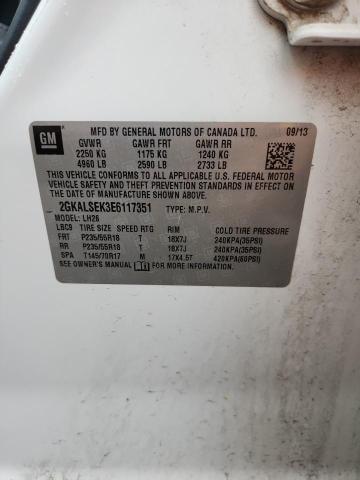 GM
MFD BY GENERAL MOTORS OF CANADA LTD. 09/13
GVWR GAWR FRT GAWR RR
2250 KG 1175 KG 1240 KG
4960 LB 2590 LB 2733 LB
THIS VEHICLE CONFORMS TO ALL APPLICABLE U.S. FEDERAL MOTOR
VEHICLE SAFETY, BUMPER, AND THEFT PREVENTION STANDARDS
IN EFFECT ON THE DATE OF MANUFACTURE SHOWN ABOVE.
2GKALSEK3E6117351 TYPE: M.P.V.
MODEL: LH26
LBC9 TIRE SIZE SPEED RTG RIM COLD TIRE PRESSURE
FRT P235/55R18 T 18X7J 240KPA(35PSI)
RR P235/55R18 T 18X7J 240KPA(35PSI)
SPA T145/70R17 M 17X4.5T 420KPA(60PSI)
SEE OWNER'S MANUAL FOR MORE INFORMATION.